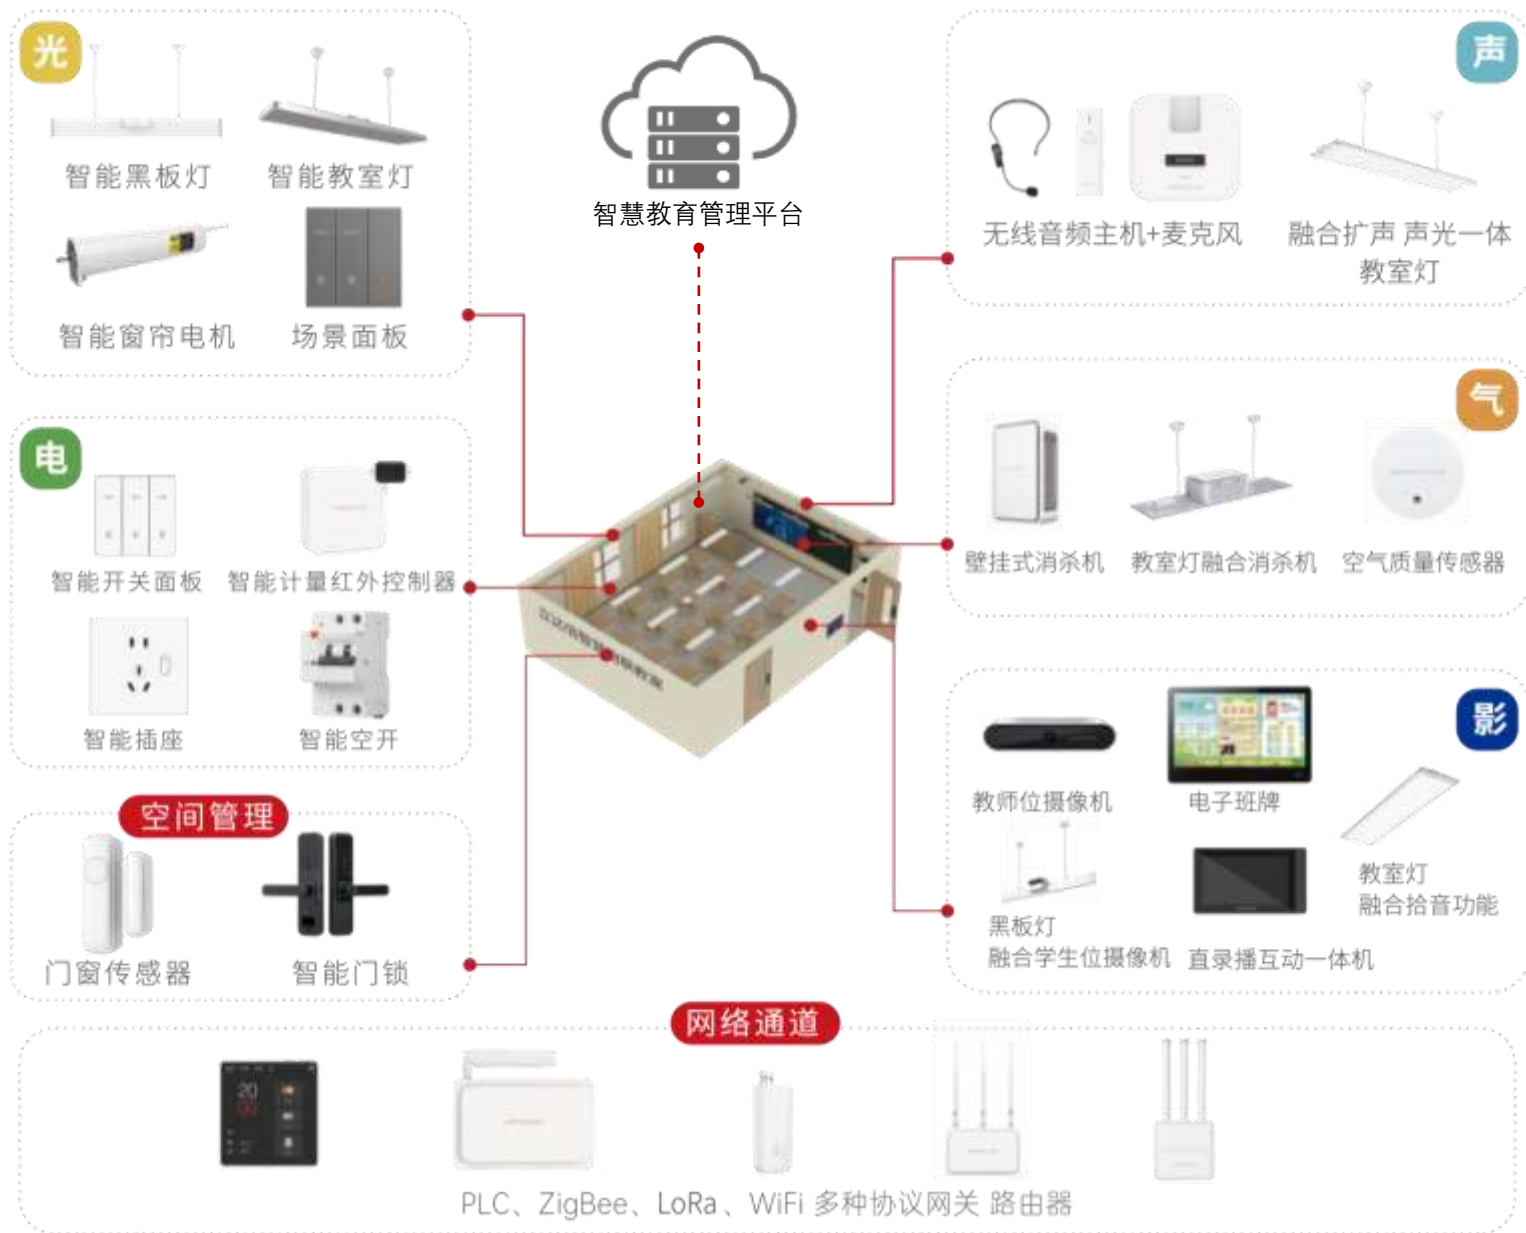 光
智能黑板灯
智能教室灯
智能窗帘电机
场景面板
智慧教育管理平台
声
无线音频主机+麦克风
融合扩声 声光一体
教室灯
电
智能开关面板
智能计量红外控制器
智能插座
智能空开
气
壁挂式消杀机
教室灯融合消杀机
空气质量传感器
空间管理
门窗传感器
智能门锁
影
教师位摄像机
电子班牌
教室灯
融合拾音功能
黑板灯
融合学生位摄像机
直录播互动一体机
网络通道
20
PLC、ZigBee、LoRa、WiFi 多种协议网关 路由器